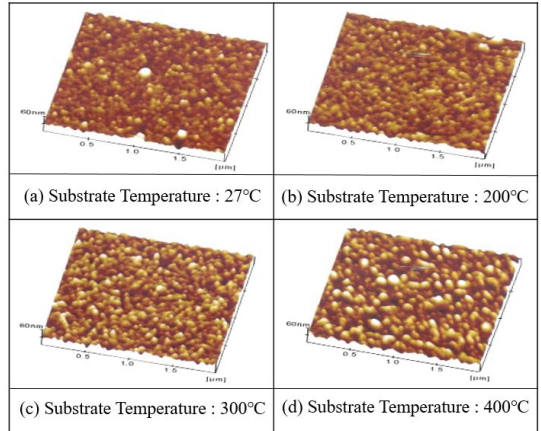 60nm
0.5
1.0
1.5
[μm]
60nm
0.5
1.0
1.5
[μm]
(a) Substrate Temperature : 27℃
(b) Substrate Temperature : 200℃
60nm
0.5
1.0
1.5
[μm]
60nm
0.5
1.0
1.5
[μm]
(c) Substrate Temperature : 300℃
(d) Substrate Temperature : 400℃